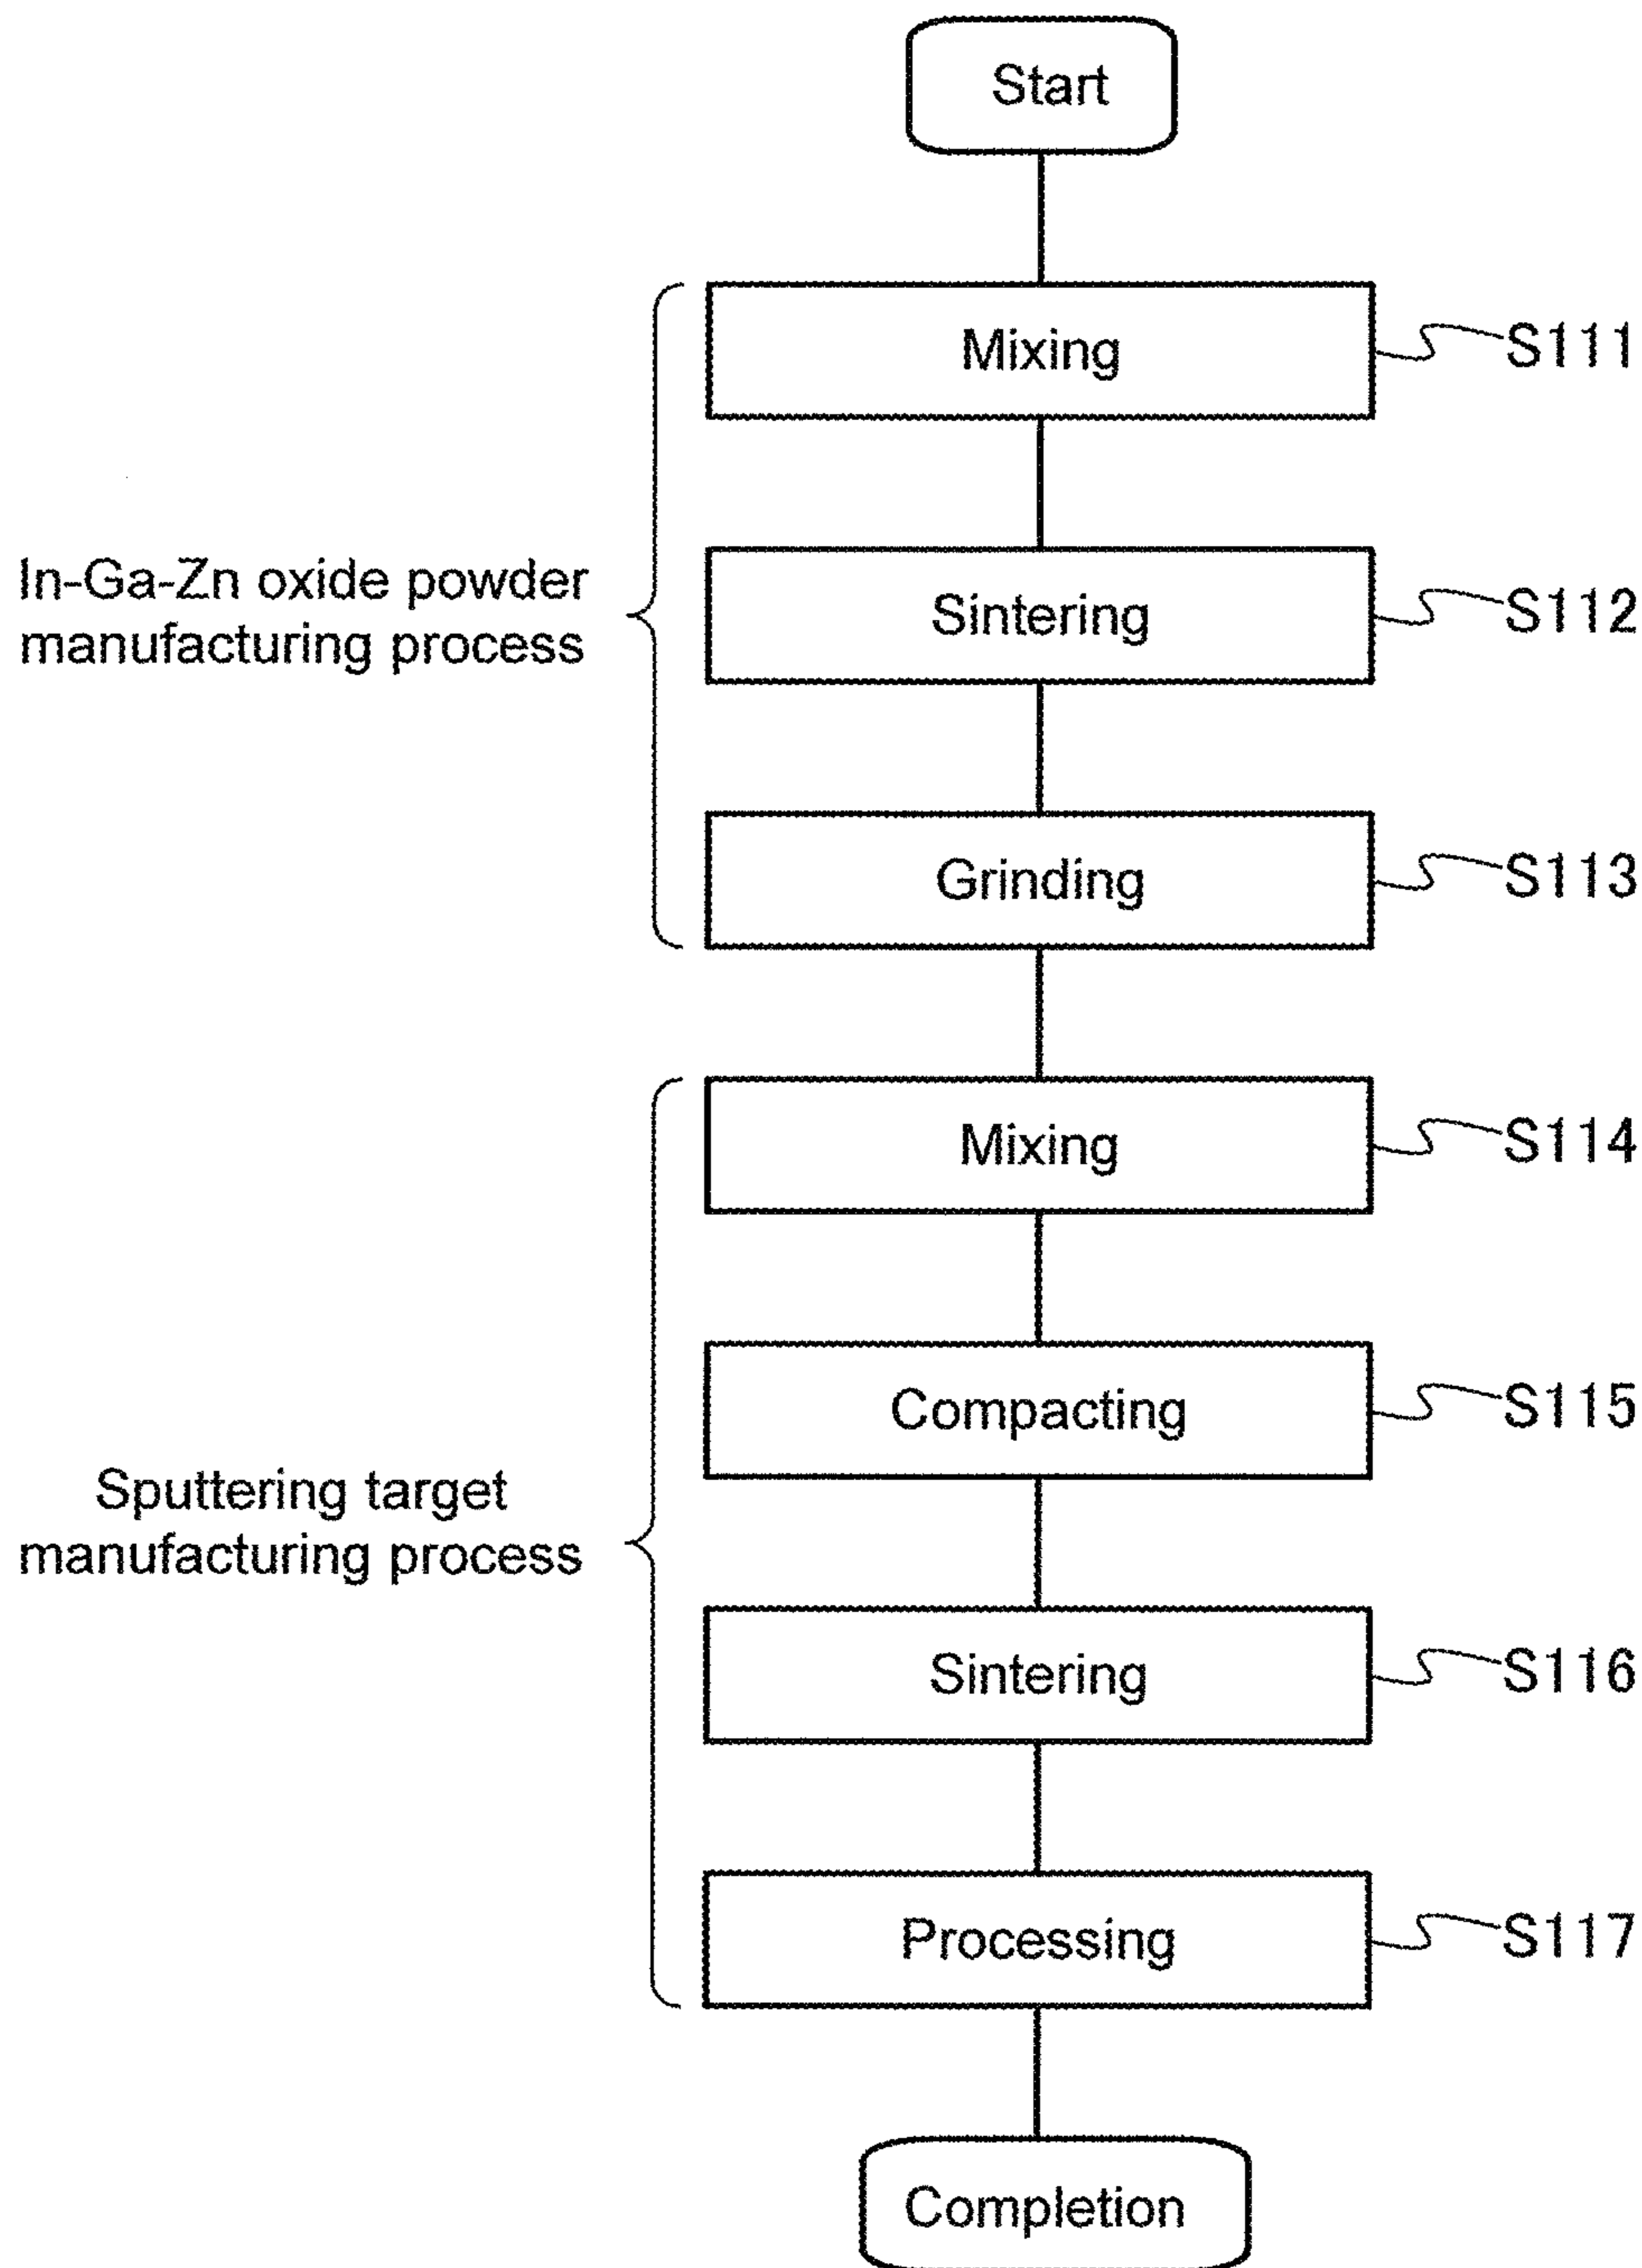 Start
Mixing
S111
In-Ga-Zn oxide powder
manufacturing process
Sintering
S112
Grinding
S113
Mixing
S114
Compacting
S115
Sputtering target
manufacturing process
Sintering
S116
Processing
S117
Completion